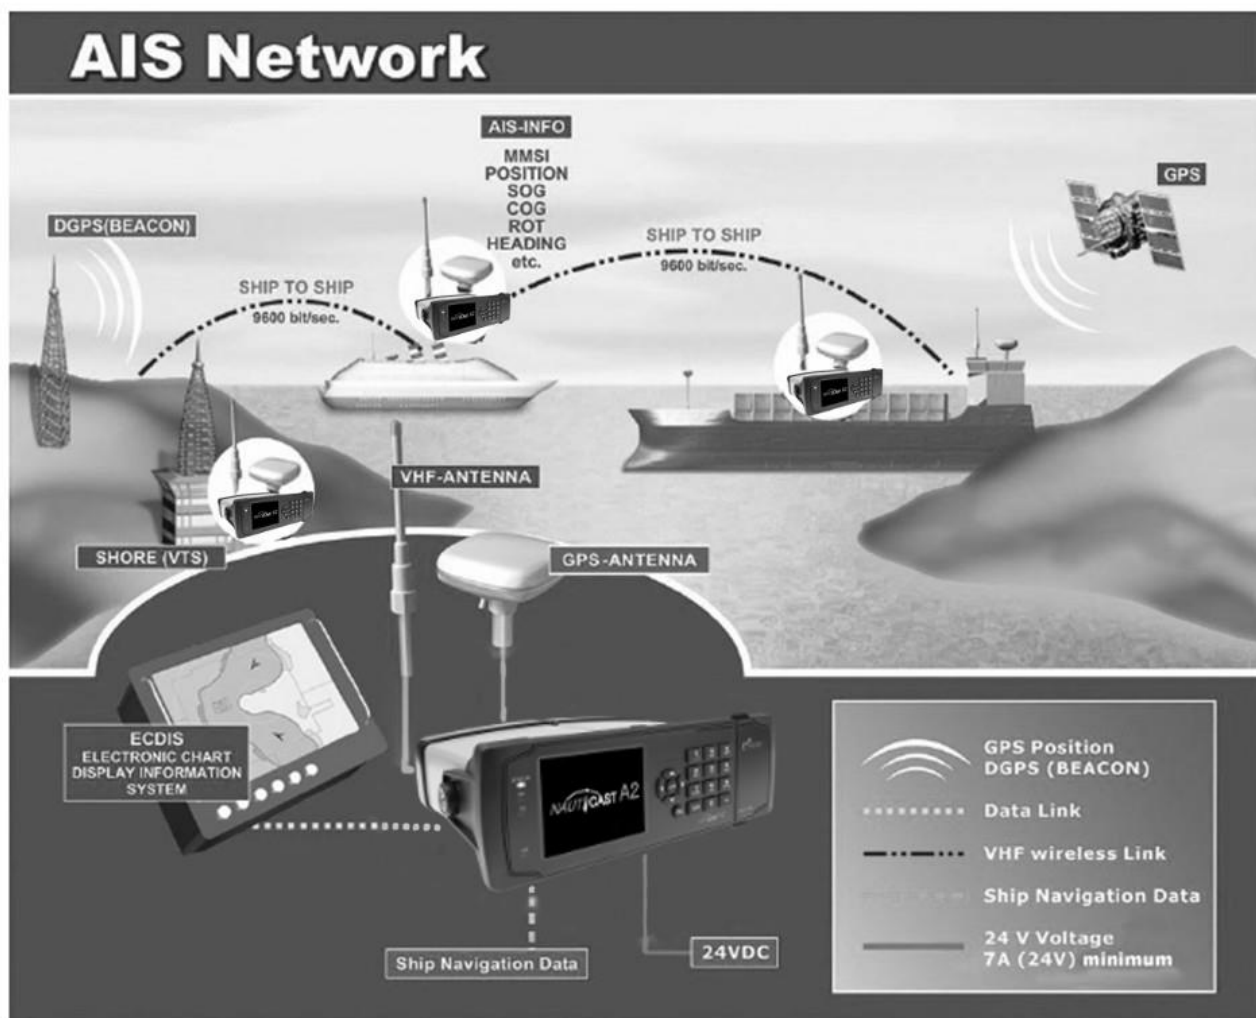 AIS Network
AIS-INFO
MMSI
POSITION
SOG
COG
ROT
HEADING
etc.
GPS
DGPS(BEACON)
SHIP TO SHIP
9600 bit/sec.
SHIP TO SHIP
9600 bit/sec.
VHF-ANTENNA
SHORE (VTS)
GPS-ANTENNA
ECDIS
ELECTRONIC CHART
DISPLAY INFORMATION
SYSTEM
NAUTICAST A2
Ship Navigation Data
24VDC
GPS Position
DGPS (BEACON)
Data Link
VHF wireless Link
Ship Navigation Data
24 V Voltage
7A (24V) minimum